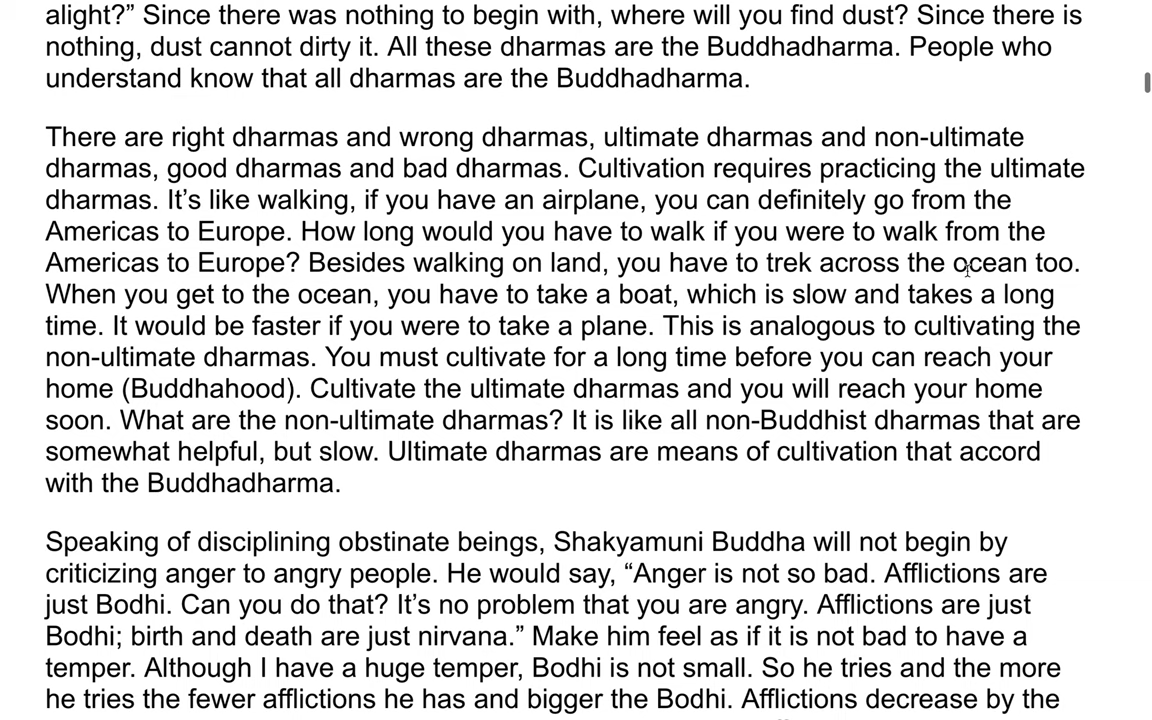 alight?” Since there was nothing to begin with, where will you find dust? Since there is
nothing, dust cannot dirty it. All these dharmas are the Buddhadharma. People who
understand know that all dharmas are the Buddhadharma.
There are right dharmas and wrong dharmas, ultimate dharmas and non-ultimate
dharmas, good dharmas and bad dharmas. Cultivation requires practicing the ultimate
dharmas. It’s like walking, if you have an airplane, you can definitely go from the
Americas to Europe. How long would you have to walk if you were to walk from the
Americas to Europe? Besides walking on land, you have to trek across the ocean too.
When you get to the ocean, you have to take a boat, which is slow and takes a long
time. It would be faster if you were to take a plane. This is analogous to cultivating the
non-ultimate dharmas. You must cultivate for a long time before you can reach your
home (Buddhahood). Cultivate the ultimate dharmas and you will reach your home
soon. What are the non-ultimate dharmas? It is like all non-Buddhist dharmas that are
somewhat helpful, but slow. Ultimate dharmas are means of cultivation that accord
with the Buddhadharma.
Speaking of disciplining obstinate beings, Shakyamuni Buddha will not begin by
criticizing anger to angry people. He would say, “Anger is not so bad. Afflictions are
just Bodhi. Can you do that? It’s no problem that you are angry. Afflictions are just
Bodhi; birth and death are just nirvana.” Make him feel as if it is not bad to have a
temper. Although I have a huge temper, Bodhi is not small. So he tries and the more
he tries the fewer afflictions he has and bigger the Bodhi. Afflictions decrease by the